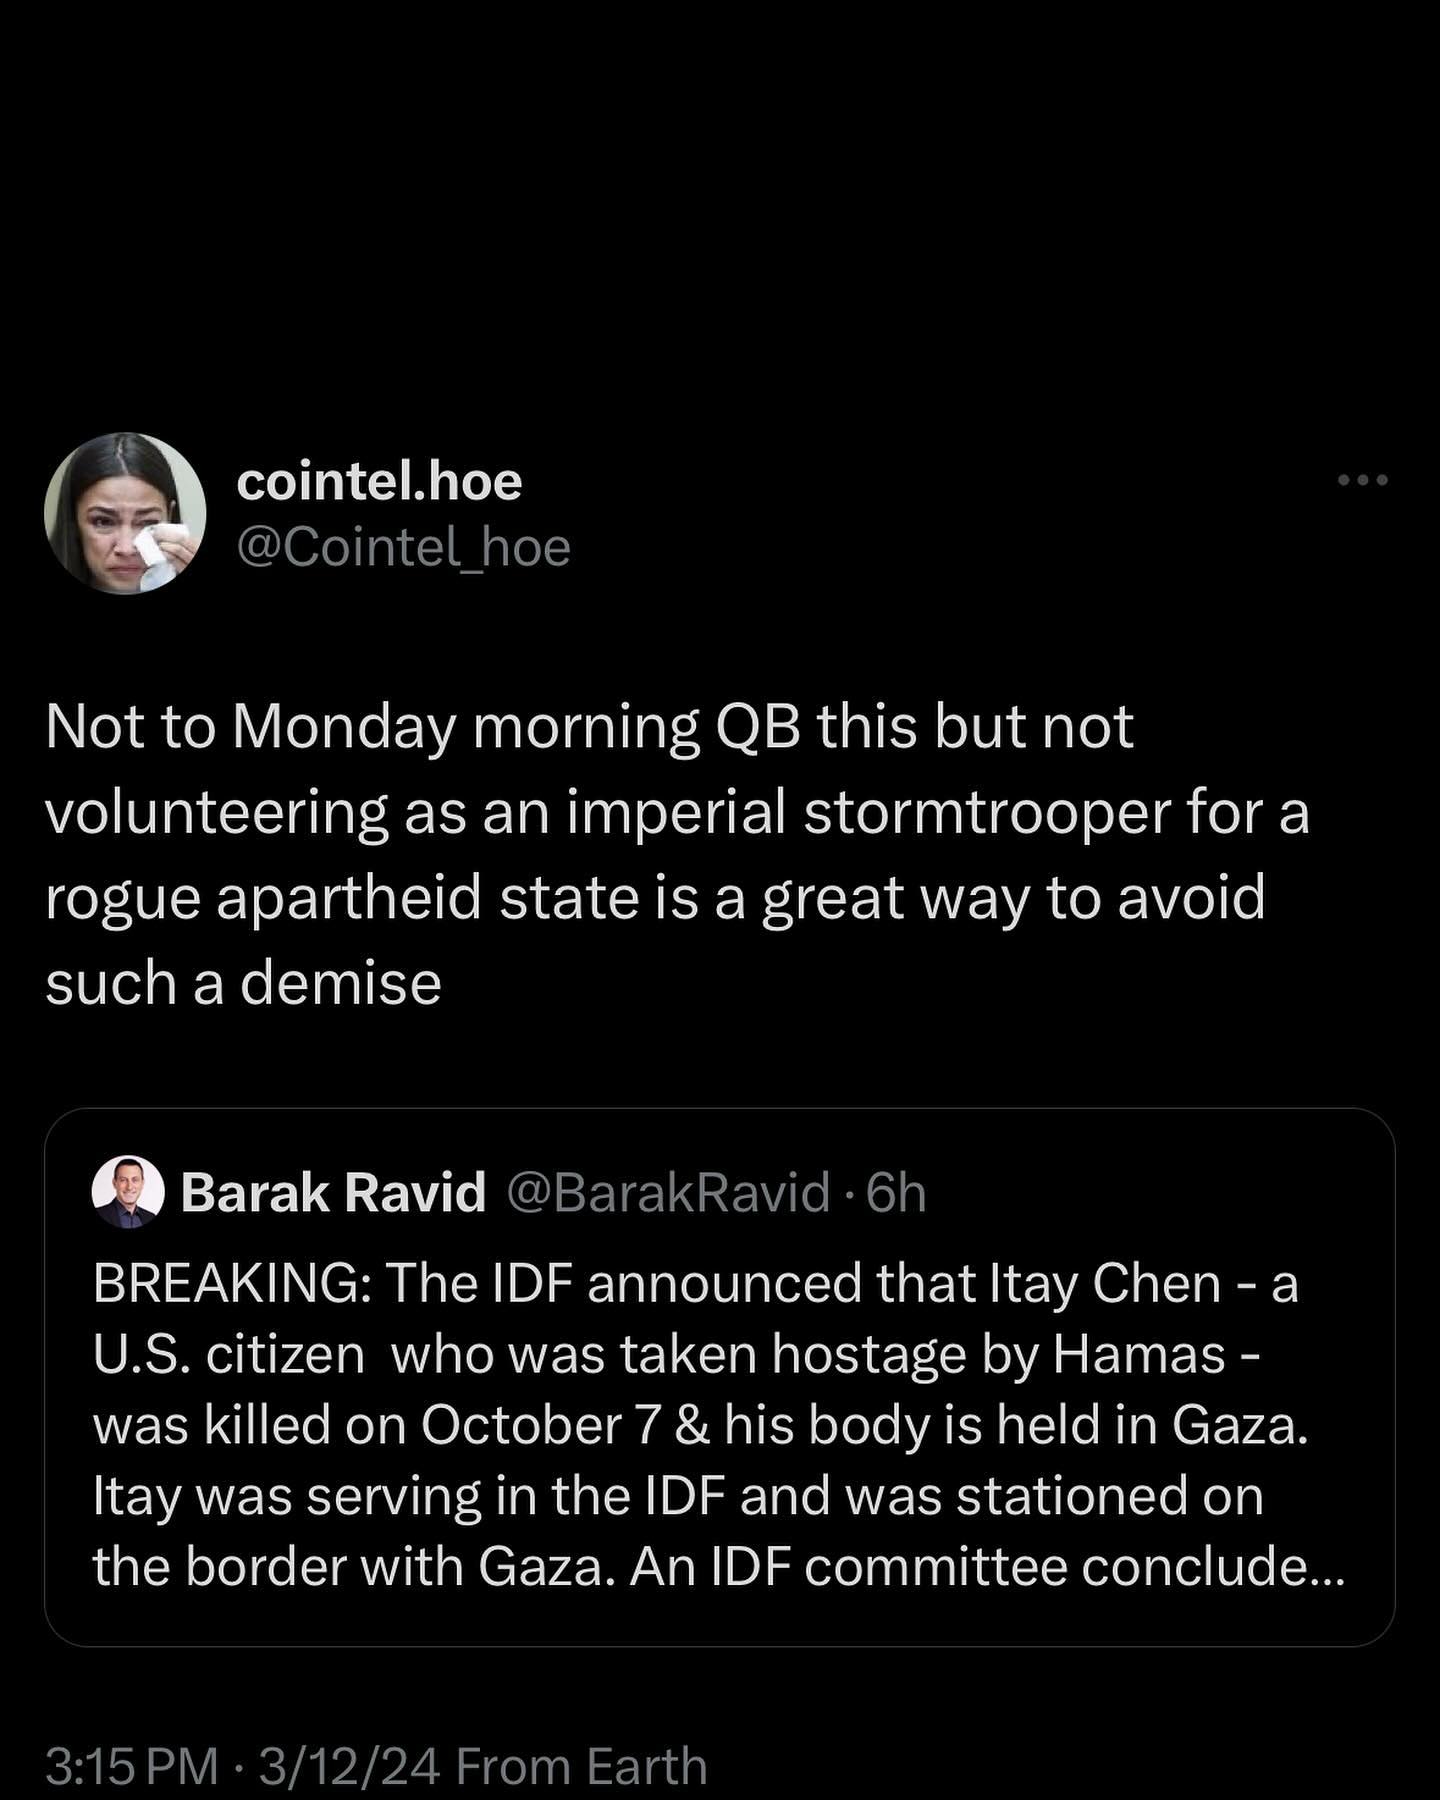 cointel.hoe
@Cointel_hoe
Not to Monday morning QB this but not
volunteering as an imperial stormtrooper for a
rogue apartheid state is a great way to avoid
such a demise
Barak Ravid @BarakRavid · 6h
BREAKING: The IDF announced that Itay Chen - a
U.S. citizen  who was taken hostage by Hamas -
was killed on October 7 & his body is held in Gaza.
Itay was serving in the IDF and was stationed on
the border with Gaza. An IDF committee conclude...
3:15 PM · 3/12/24 From Earth